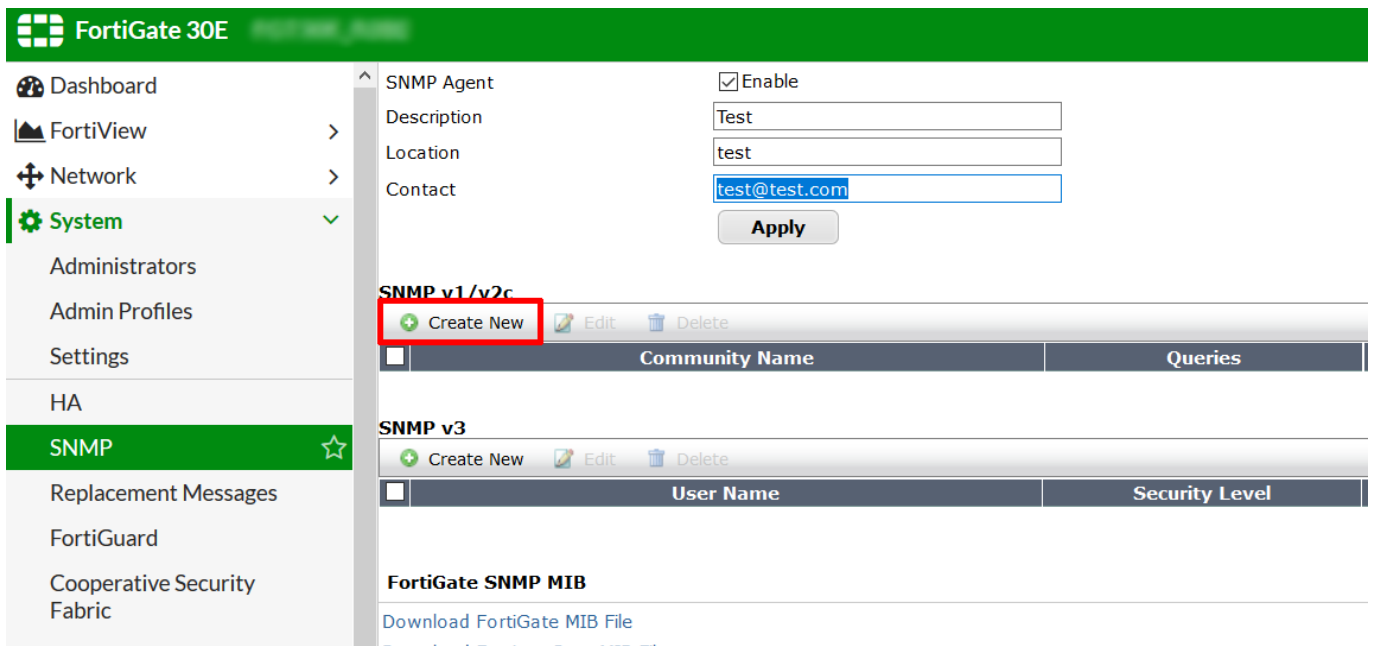 FortiGate 30E
Dashboard
FortiView
Network
System
Administrators
Admin Profiles
Settings
HA
SNMP
Replacement Messages
FortiGuard
Cooperative Security
Fabric
SNMP Agent Enable
Description Test
Location test
Contact test@test.com
Apply
SNMP v1/v2c
Create New Edit Delete
Community Name Queries
SNMP v3
Create New Edit Delete
User Name Security Level
FortiGate SNMP MIB
Download FortiGate MIB File